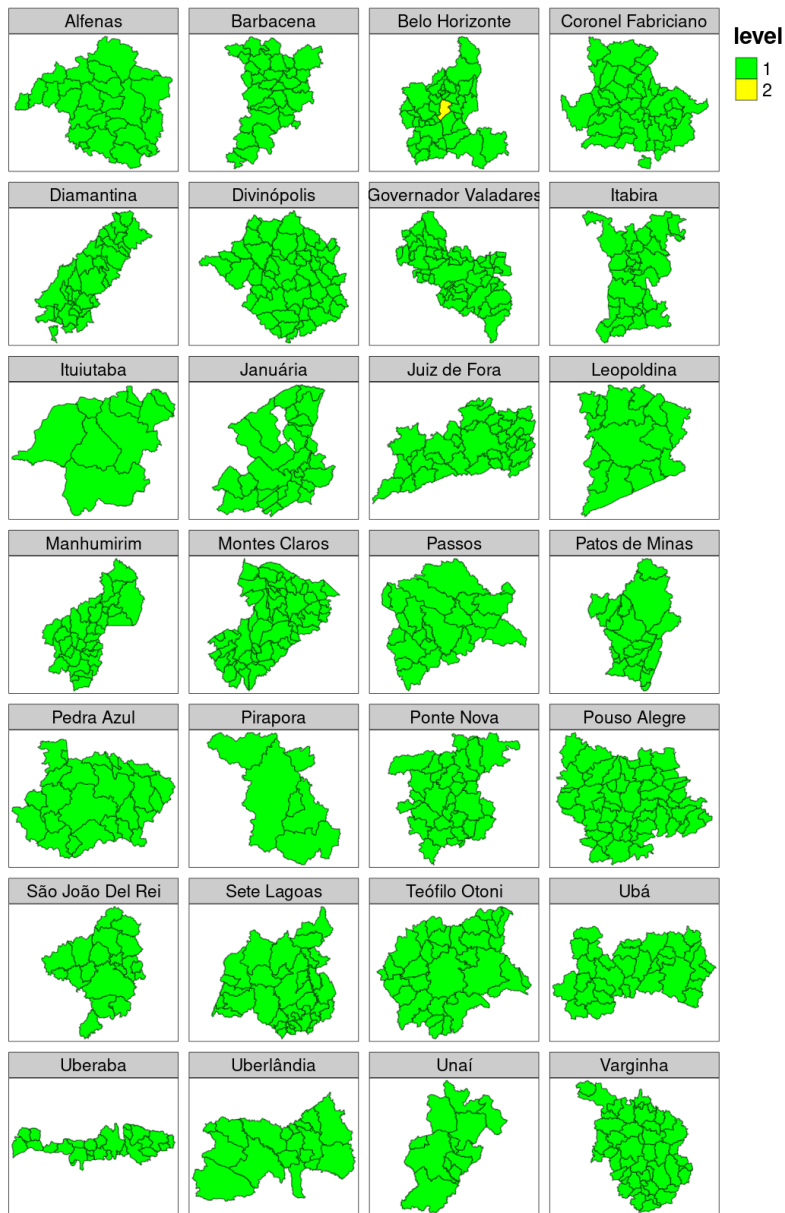 Alfenas
Barbacena
Belo Horizonte
Coronel Fabriciano
level
1
2
Diamantina
Divinópolis
Governador Valadares
Itabira
Ituiutaba
Januária
Juiz de Fora
Leopoldina
Manhumirim
Montes Claros
Passos
Patos de Minas
Pedra Azul
Pirapora
Ponte Nova
Pouso Alegre
São João Del Rei
Sete Lagoas
Teófilo Otoni
Ubá
Uberaba
Uberlândia
Unaí
Varginha